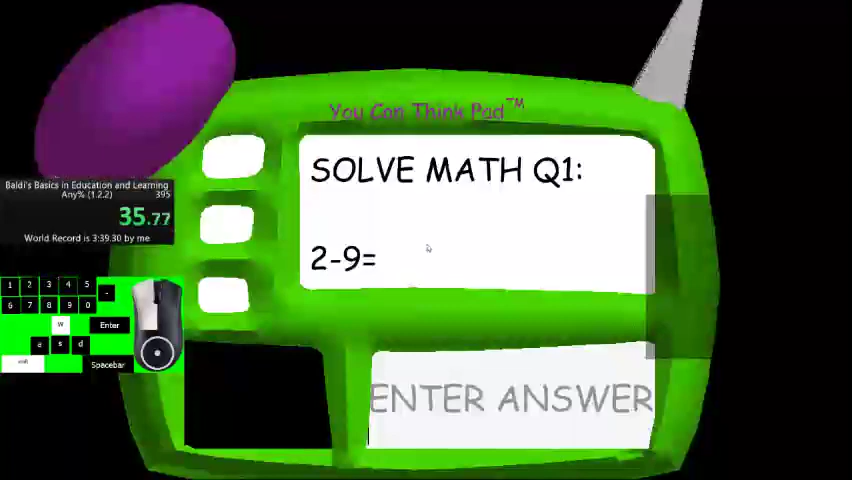 You Can Think Pad™
SOLVE MATH Q1:
2-9=
ENTER ANSWER
Baldi's Basics in Education and Learning
Any% (1.2.2) 395
35.77
World Record is 3:39.30 by me
1 2 3 4 5 -
6 7 8 9 0
w Enter
a s d
Spacebar